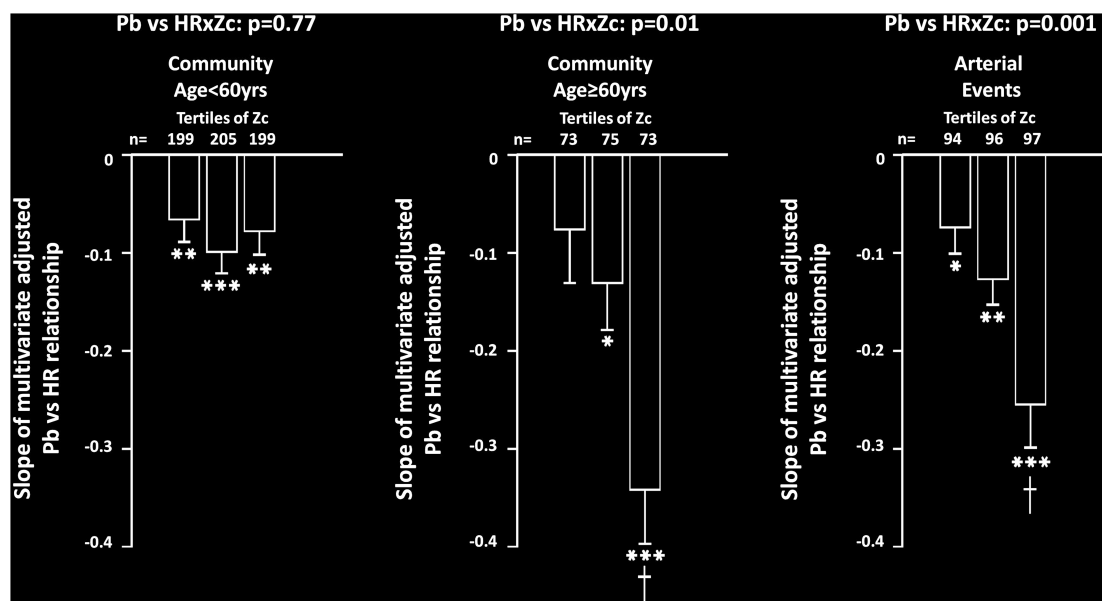 Pb vs HRxZc: p=0.77
Community
Age<60yrs
Tertiles of Zc
n= 199 205 199
0
-0.1
-0.2
-0.3
-0.4
Slope of multivariate adjusted
Pb vs HR relationship
**
***
**
Pb vs HRxZc: p=0.01
Community
Age≥60yrs
Tertiles of Zc
n= 73 75 73
0
-0.1
-0.2
-0.3
-0.4
Slope of multivariate adjusted
Pb vs HR relationship
*
***
†
Pb vs HRxZc: p=0.001
Arterial
Events
Tertiles of Zc
n= 94 96 97
0
-0.1
-0.2
-0.3
-0.4
Slope of multivariate adjusted
Pb vs HR relationship
*
**
***
†